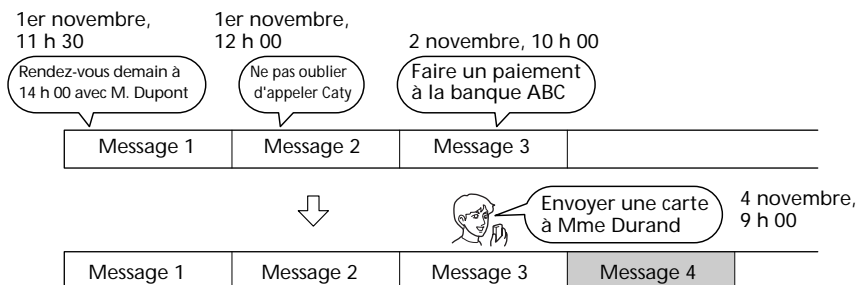 1er novembre,
11 h 30
1er novembre,
12 h 00
2 novembre, 10 h 00
Rendez-vous demain à
14 h 00 avec M. Dupont
Ne pas oublier
d'appeler Caty
Faire un paiement
à la banque ABC
Message 1
Message 2
Message 3
Envoyer une carte
à Mme Durand
4 novembre,
9 h 00
Message 1
Message 2
Message 3
Message 4